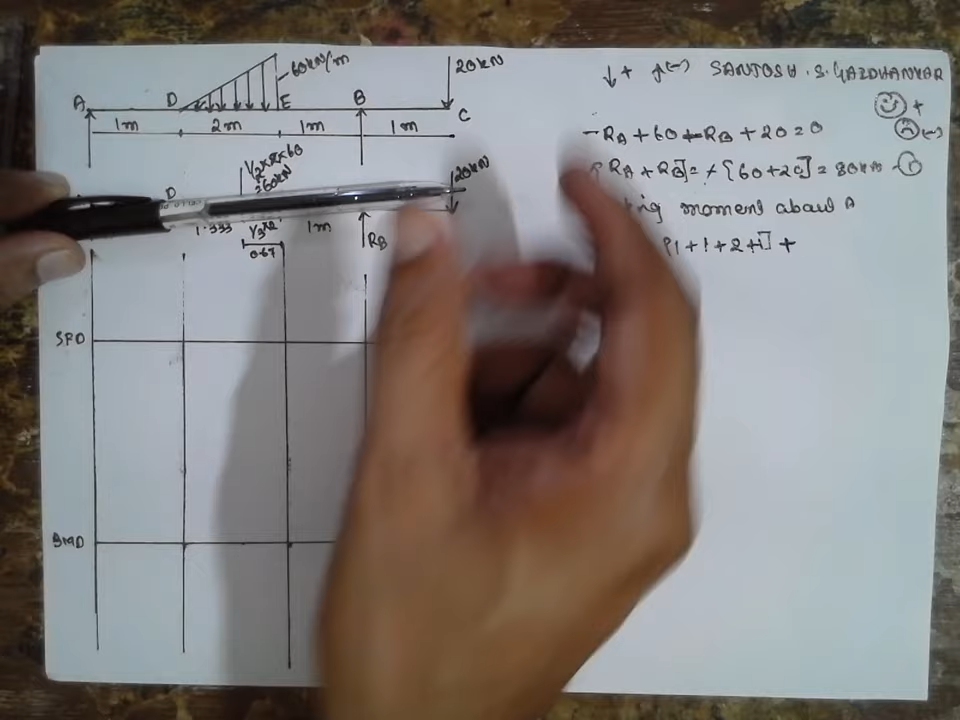 60kN/m
20kN
A D E B C
1m 2m 1m 1m
D
1/2×2×60
=60kN
20kN
1.333 1/3×2 1m RB
0.67
SFD
BMD
↓+ ↑(-) SANTOSH.S.GAIDHANKAR
+
(-)
-RA+60-RB+20=0
RA+RB]=-{60+20]=80kN-①
moment about A
1+1+2+1]+